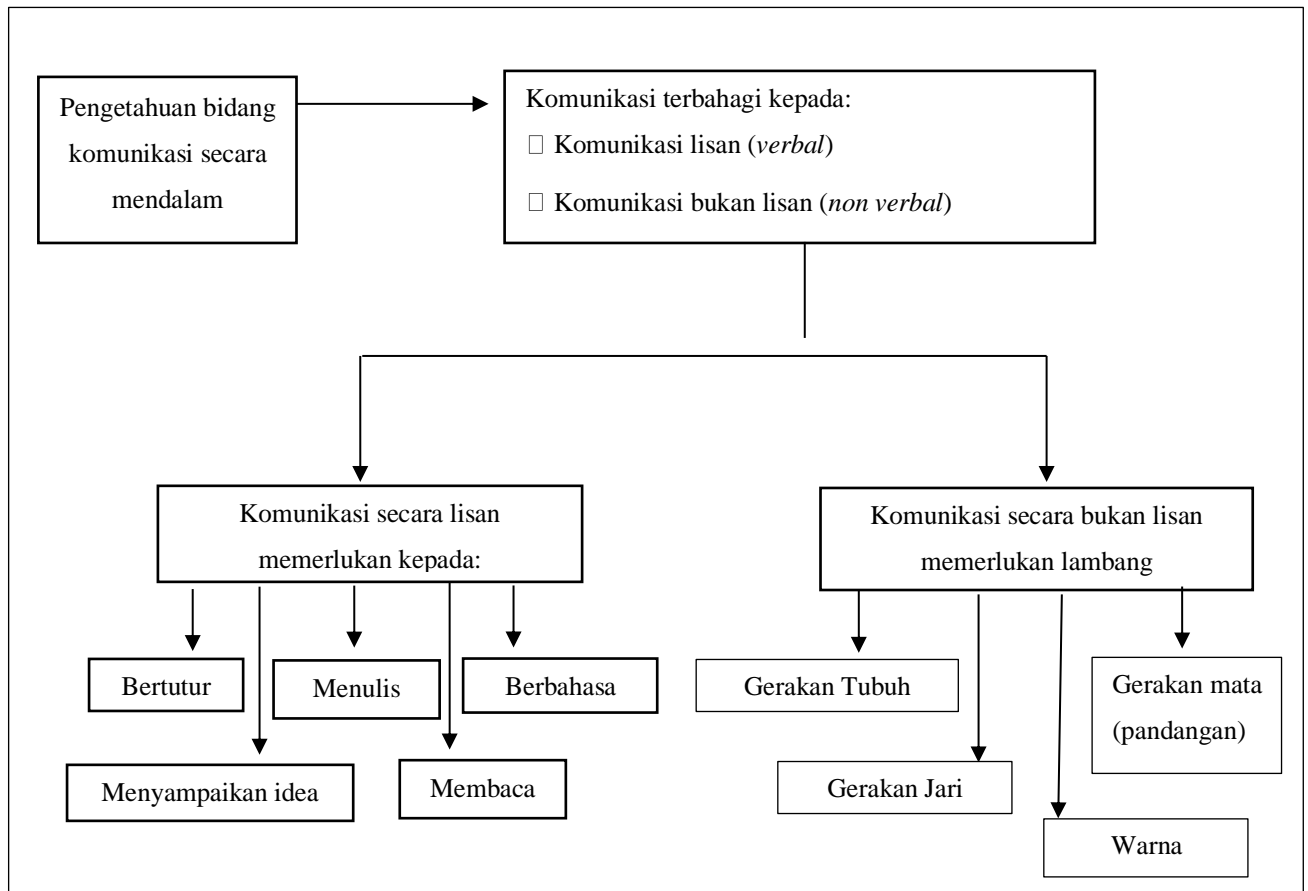 Pengetahuan bidang
komunikasi secara
mendalam
Komunikasi terbahagi kepada:
□ Komunikasi lisan (verbal)
□ Komunikasi bukan lisan (non verbal)
Komunikasi secara lisan
memerlukan kepada:
Komunikasi secara bukan lisan
memerlukan lambang
Bertutur
Menulis
Berbahasa
Menyampaikan idea
Membaca
Gerakan Tubuh
Gerakan mata
(pandangan)
Gerakan Jari
Warna